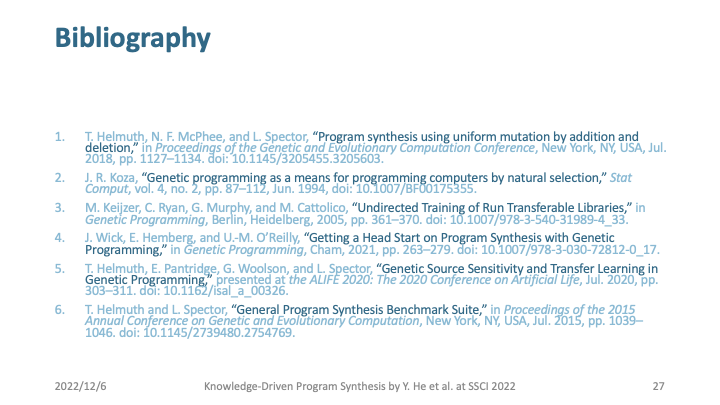 Bibliography
1. T. Helmuth, N. F. McPhee, and L. Spector, “Program synthesis using uniform mutation by addition and
deletion,” in Proceedings of the Genetic and Evolutionary Computation Conference, New York, NY, USA, Jul.
2018, pp. 1127–1134. doi: 10.1145/3205455.3205603.
2. J. R. Koza, “Genetic programming as a means for programming computers by natural selection,” Stat
Comput, vol. 4, no. 2, pp. 87–112, Jun. 1994, doi: 10.1007/BF00175355.
3. M. Keijzer, C. Ryan, G. Murphy, and M. Cattolico, “Undirected Training of Run Transferable Libraries,” in
Genetic Programming, Berlin, Heidelberg, 2005, pp. 361–370. doi: 10.1007/978-3-540-31989-4_33.
4. J. Wick, E. Hemberg, and U.-M. O’Reilly, “Getting a Head Start on Program Synthesis with Genetic
Programming,” in Genetic Programming, Cham, 2021, pp. 263–279. doi: 10.1007/978-3-030-72812-0_17.
5. T. Helmuth, E. Pantridge, G. Woolson, and L. Spector, “Genetic Source Sensitivity and Transfer Learning in
Genetic Programming,” presented at the ALIFE 2020: The 2020 Conference on Artificial Life, Jul. 2020, pp.
303–311. doi: 10.1162/isal_a_00326.
6. T. Helmuth and L. Spector, “General Program Synthesis Benchmark Suite,” in Proceedings of the 2015
Annual Conference on Genetic and Evolutionary Computation, New York, NY, USA, Jul. 2015, pp. 1039–
1046. doi: 10.1145/2739480.2754769.
2022/12/6 Knowledge-Driven Program Synthesis by Y. He et al. at SSCI 2022 27